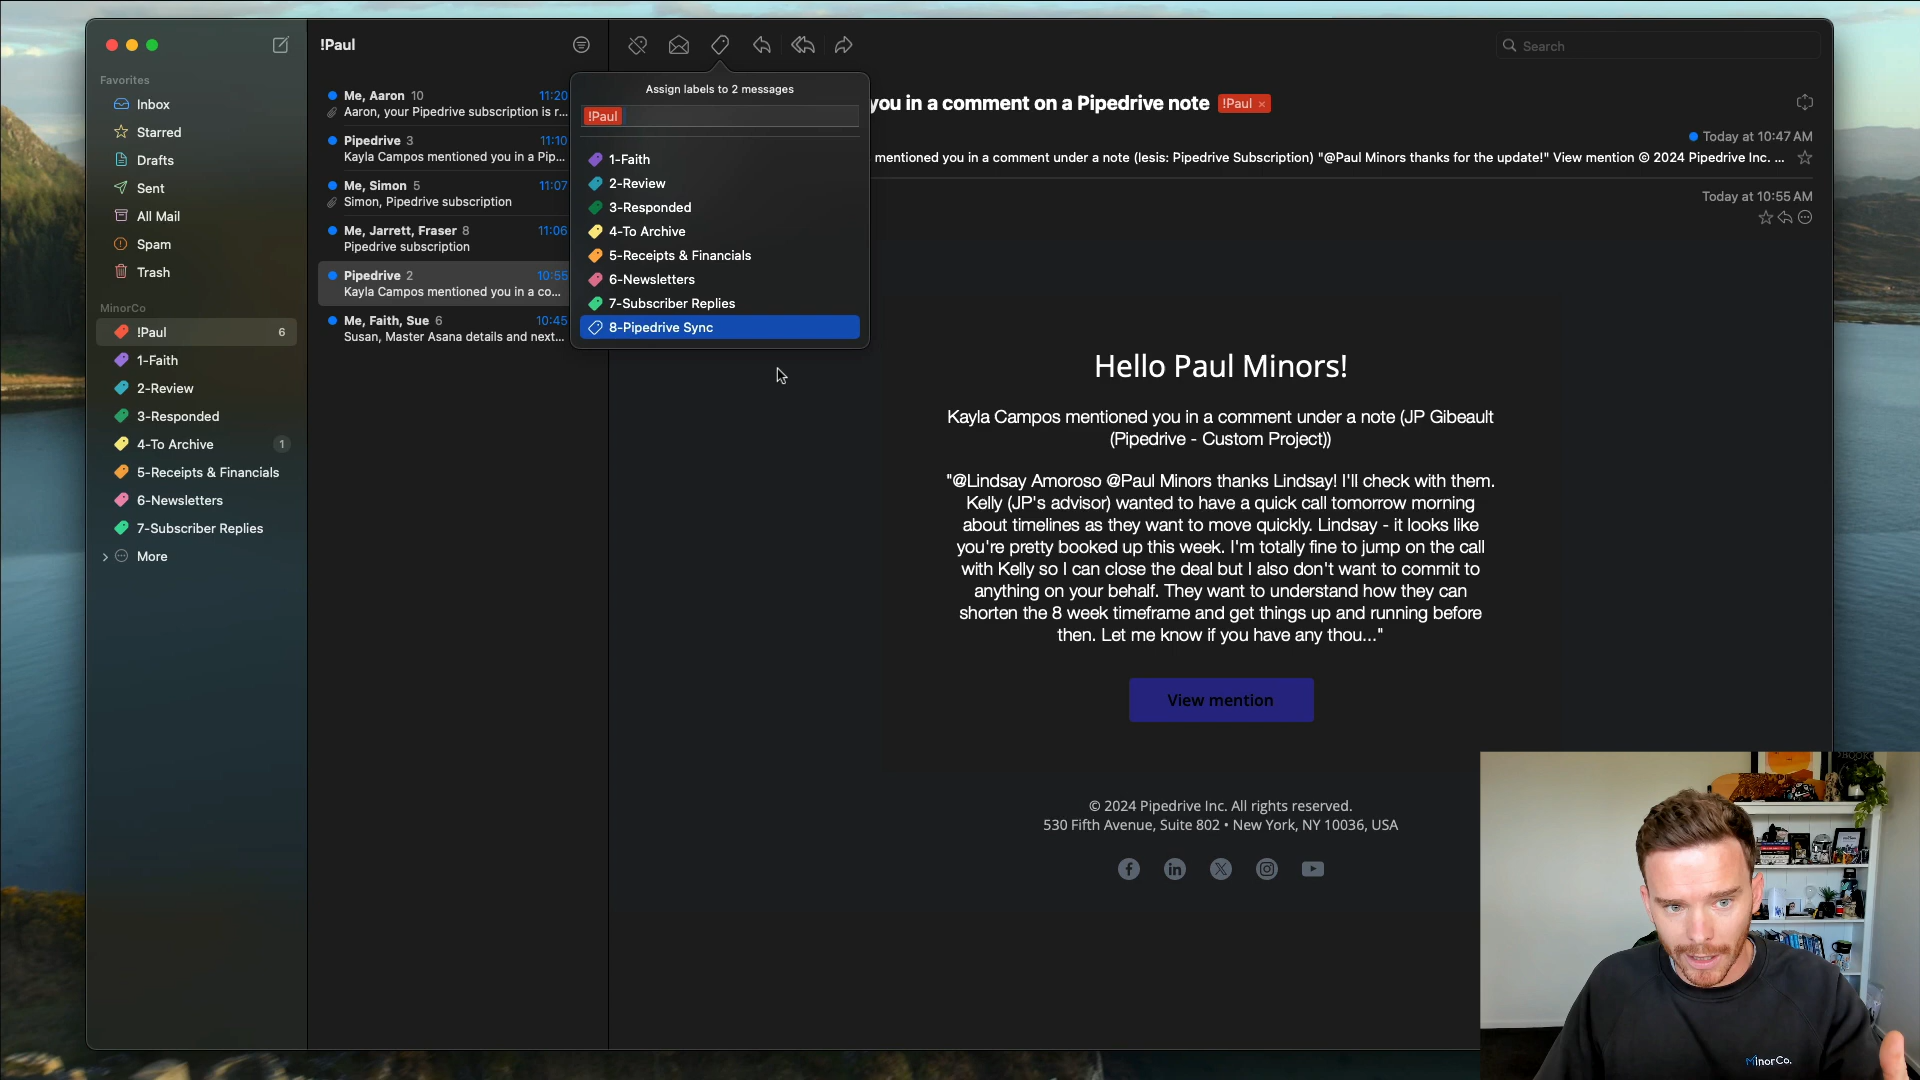 !Paul
Search
Favorites
Inbox
Starred
Drafts
Sent
All Mail
Spam
Trash
MinorCo
!Paul 6
1-Faith
2-Review
3-Responded
4-To Archive 1
5-Receipts & Financials
6-Newsletters
7-Subscriber Replies
More
Me, Aaron 10 11:20
Aaron, your Pipedrive subscription is r...
Pipedrive 3 11:10
Kayla Campos mentioned you in a Pip...
Me, Simon 5 11:07
Simon, Pipedrive subscription
Me, Jarrett, Fraser 8 11:06
Pipedrive subscription
Pipedrive 2 10:55
Kayla Campos mentioned you in a co...
Me, Faith, Sue 6 10:45
Susan, Master Asana details and next...
Assign labels to 2 messages
!Paul
1-Faith
2-Review
3-Responded
4-To Archive
5-Receipts & Financials
6-Newsletters
7-Subscriber Replies
8-Pipedrive Sync
you in a comment on a Pipedrive note !Paul ×
Today at 10:47 AM
mentioned you in a comment under a note (Iesis: Pipedrive Subscription) "@Paul Minors thanks for the update!" View mention © 2024 Pipedrive Inc. ...
Today at 10:55 AM
Hello Paul Minors!
Kayla Campos mentioned you in a comment under a note (JP Gibeault
(Pipedrive - Custom Project))
"@Lindsay Amoroso @Paul Minors thanks Lindsay! I'll check with them.
Kelly (JP's advisor) wanted to have a quick call tomorrow morning
about timelines as they want to move quickly. Lindsay - it looks like
you're pretty booked up this week. I'm totally fine to jump on the call
with Kelly so I can close the deal but I also don't want to commit to
anything on your behalf. They want to understand how they can
shorten the 8 week timeframe and get things up and running before
then. Let me know if you have any thou..."
View mention
© 2024 Pipedrive Inc. All rights reserved.
530 Fifth Avenue, Suite 802 • New York, NY 10036, USA
MinorCo.